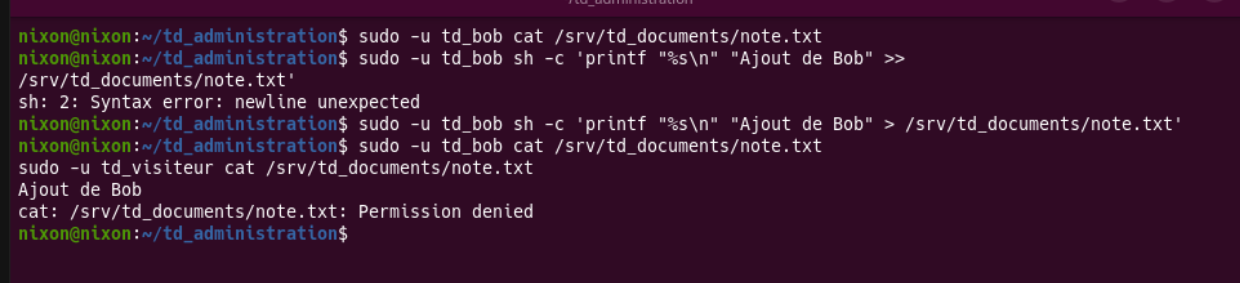 /td_administration
nixon@nixon:~/td_administration$ sudo -u td_bob cat /srv/td_documents/note.txt
nixon@nixon:~/td_administration$ sudo -u td_bob sh -c 'printf "%s\n" "Ajout de Bob" >>
/srv/td_documents/note.txt'
sh: 2: Syntax error: newline unexpected
nixon@nixon:~/td_administration$ sudo -u td_bob sh -c 'printf "%s\n" "Ajout de Bob" > /srv/td_documents/note.txt'
nixon@nixon:~/td_administration$ sudo -u td_bob cat /srv/td_documents/note.txt
sudo -u td_visiteur cat /srv/td_documents/note.txt
Ajout de Bob
cat: /srv/td_documents/note.txt: Permission denied
nixon@nixon:~/td_administration$